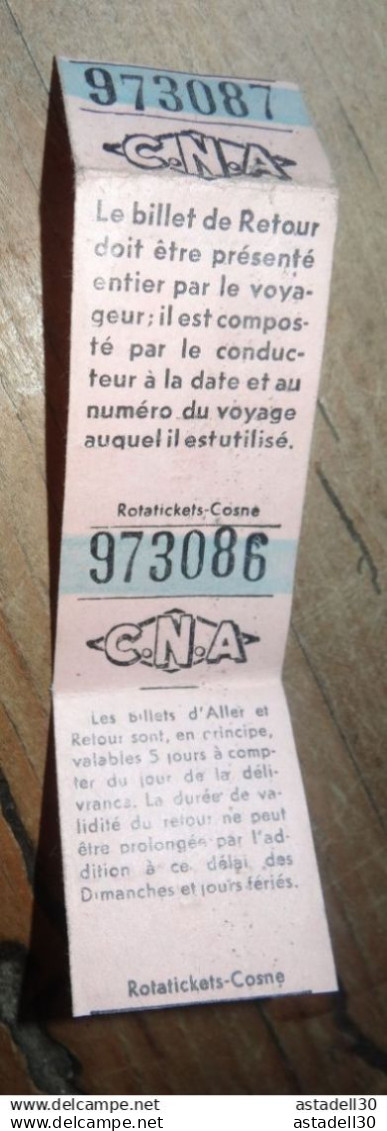 973087
C.N.A
Le billet de Retour
doit être présenté
entier par le voya-
geur; il est compos-
té par le conduc-
teur à la date et au
numéro du voyage
auquel il est utilisé.
Rotatickets-Cosne
973086
C.N.A
Les billets d'Aller et
Retour sont, en principe,
valables 5 jours à comp-
ter du jour de la déli-
vrance. La durée de va-
lidité du retour ne peut
être prolongée par l'ad-
dition à ce délai des
Dimanches et jours fériés.
Rotatickets-Cosne
http://www.delcampe.net astadell30
http://www.delcampe.net astadell30